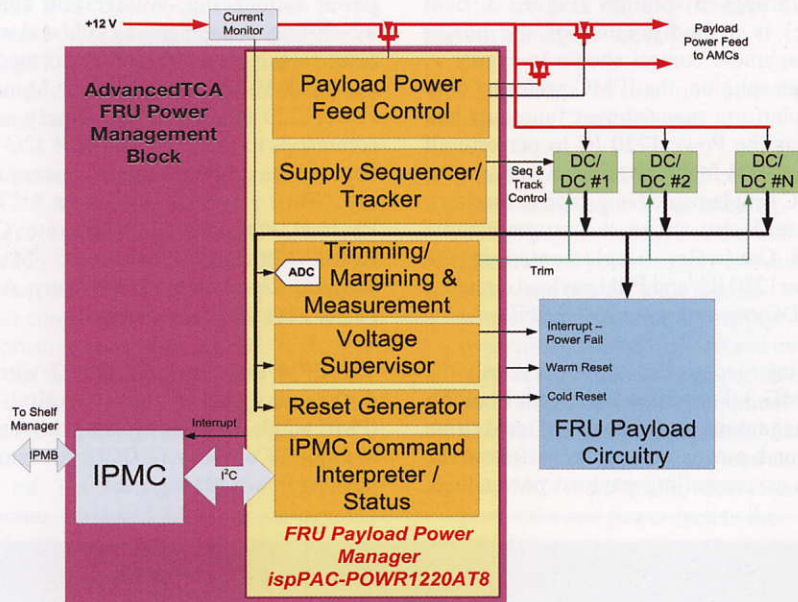 +12 V
Current
Monitor
Payload
Power Feed
to AMCs
AdvancedTCA
FRU Power
Management
Block
Payload Power
Feed Control
Supply Sequencer/
Tracker
Seq &
Track
Control
DC/
DC #1
DC/
DC #2
DC/
DC #N
ADC
Trimming/
Margining &
Measurement
Trim
Voltage
Supervisor
Reset Generator
Interrupt –
Power Fail
Warm Reset
Cold Reset
FRU Payload
Circuitry
To Shelf
Manager
IPMB
Interrupt
IPMC
I²C
IPMC Command
Interpreter /
Status
FRU Payload Power
Manager
ispPAC-POWR1220AT8